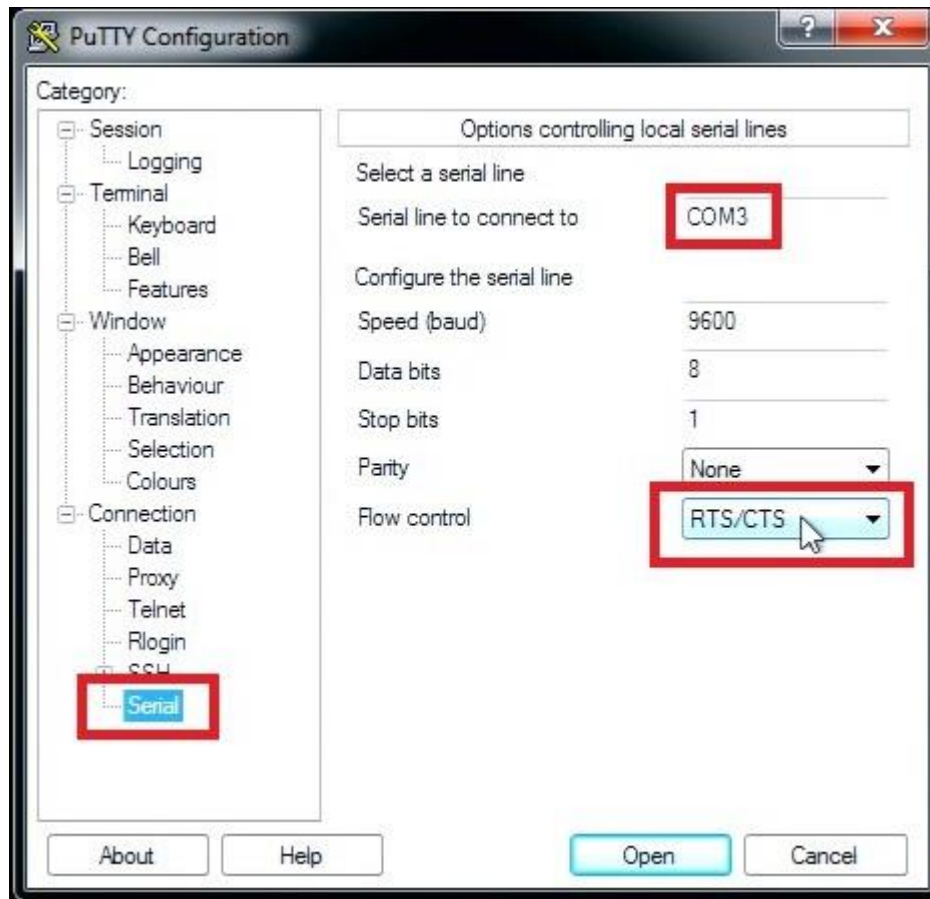 PuTTY Configuration
Category:
Session
Logging
Terminal
Keyboard
Bell
Features
Window
Appearance
Behaviour
Translation
Selection
Colours
Connection
Data
Proxy
Telnet
Rlogin
SSH
Serial
Options controlling local serial lines
Select a serial line
Serial line to connect to COM3
Configure the serial line
Speed (baud) 9600
Data bits 8
Stop bits 1
Parity None
Flow control RTS/CTS
About Help Open Cancel